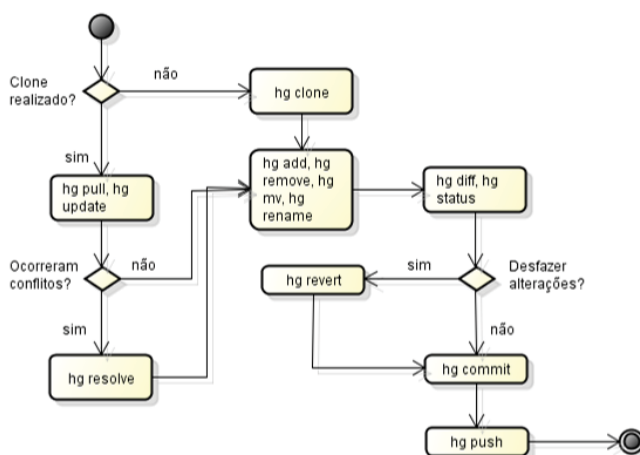 não
Clone
realizado?
hg clone
sim
hg pull, hg
update
hg add, hg
remove, hg
mv, hg
rename
hg diff, hg
status
Ocorreram
conflitos?
não
sim
hg resolve
hg revert
sim
Desfazer
alterações?
não
hg commit
hg push